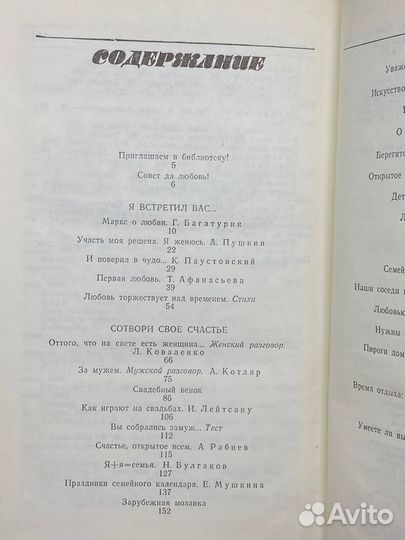 СОДЕРЖАНИЕ
Приглашаем в библиотеку!
5
Совет да любовь!
6
Я ВСТРЕТИЛ ВАС...
Маркс о любви. Г. Багатурия
10
Участь моя решена. Я женюсь. А. Пушкин
22
И поверил в чудо... К. Паустовский
29
Первая любовь. Т. Афанасьева
39
Любовь торжествует над временем. Стихи
54
СОТВОРИ СВОЕ СЧАСТЬЕ
Оттого, что на свете есть женщина... Женский разговор.
Л. Коваленко
66
За мужем. Мужской разговор. А. Котляр
75
Свадебный венок
86
Как играют на свадьбах. И. Лейтсану
106
Вы собрались замуж... Тест
112
Счастье, открытое всем. А. Рабиев
115
Я+я=семья. Н. Булгаков
127
Праздники семейного календаря. Е. Мушкина
137
Зарубежная мозаика
152
Уваже
Искусство
О
Берегите
Открытое
Дет
Л
Семей
Наши соседи п
Любовью
Нужны л
Пироги дом
Время отдыха:
Умеете ли вы
Avito